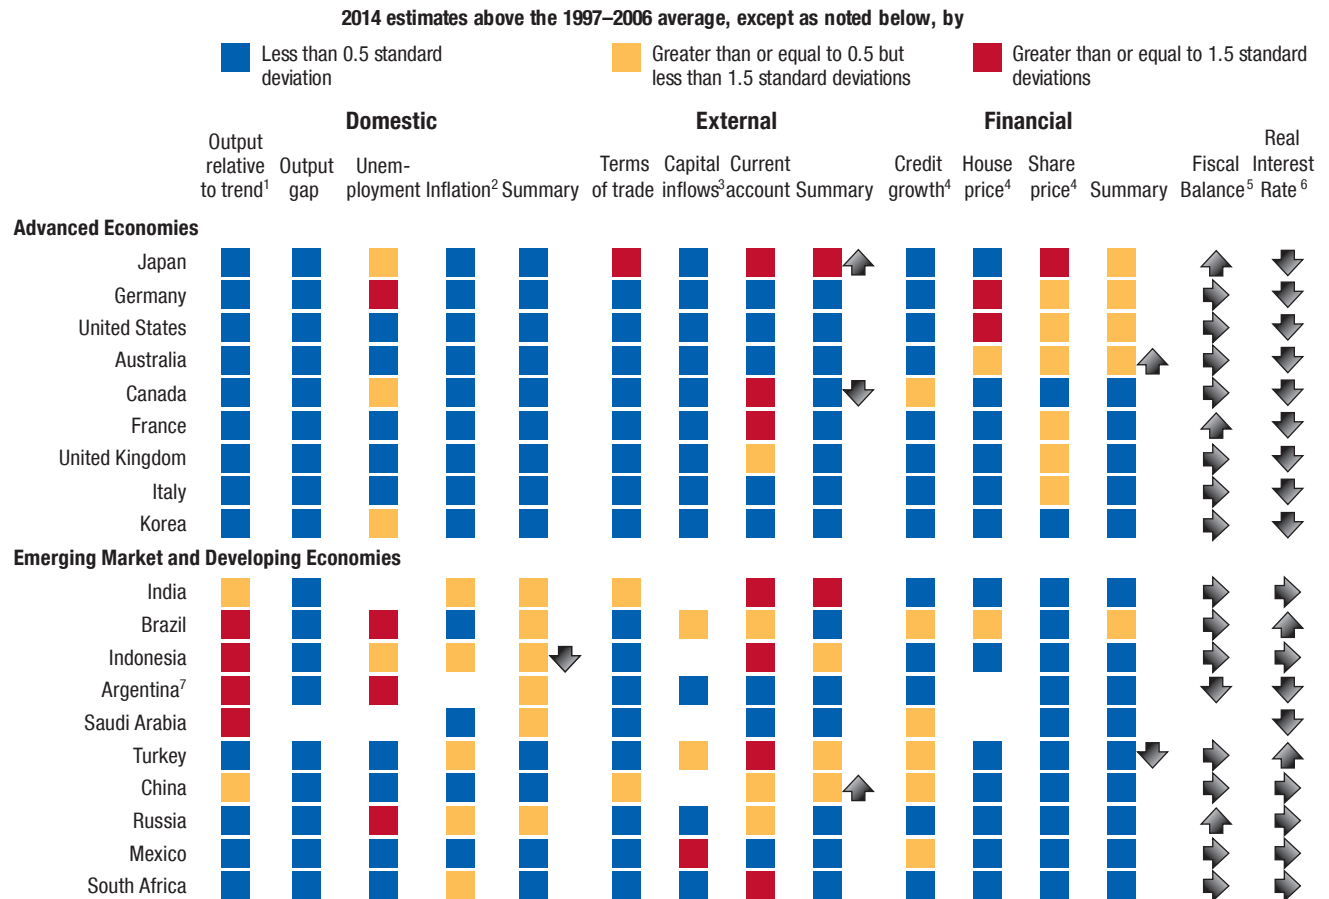 2014 estimates above the 1997–2006 average, except as noted below, by
Less than 0.5 standard
deviation
Greater than or equal to 0.5 but
less than 1.5 standard deviations
Greater than or equal to 1.5 standard
deviations
Domestic
External
Financial
Output
relative
to trend1
Output
gap
Unem-
ployment
Inflation2
Summary
Terms
of trade
Capital
inflows3
Current
account
Summary
Credit
growth4
House
price4
Share
price4
Summary
Fiscal
Balance5
Real
Interest
Rate6
Advanced Economies
Japan
Germany
United States
Australia
Canada
France
United Kingdom
Italy
Korea
Emerging Market and Developing Economies
India
Brazil
Indonesia
Argentina7
Saudi Arabia
Turkey
China
Russia
Mexico
South Africa